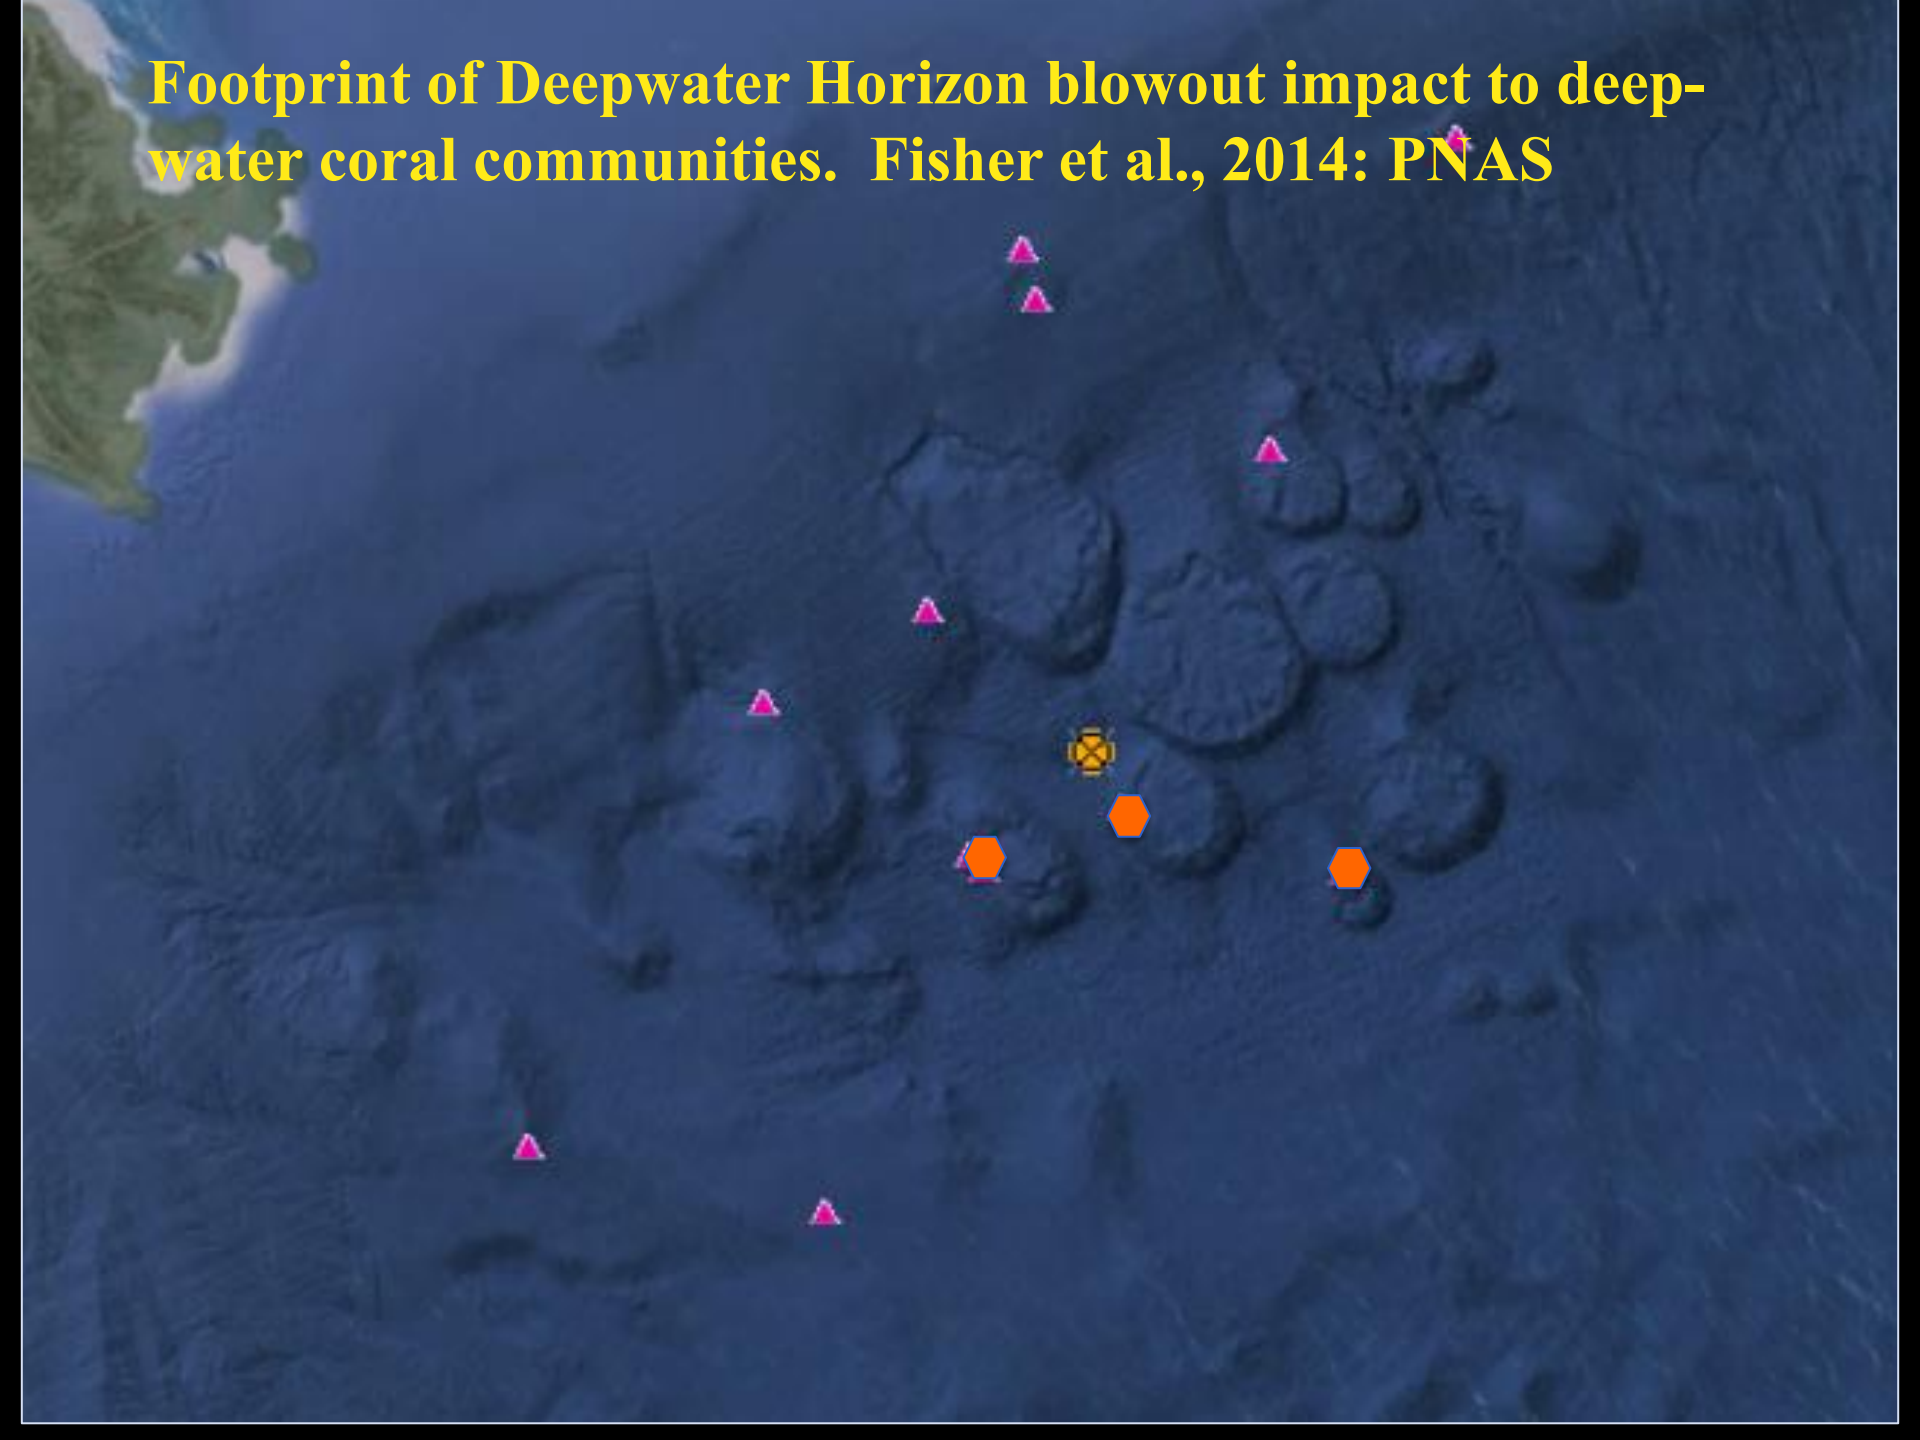 Footprint of Deepwater Horizon blowout impact to deep-
water coral communities.  Fisher et al., 2014: PNAS